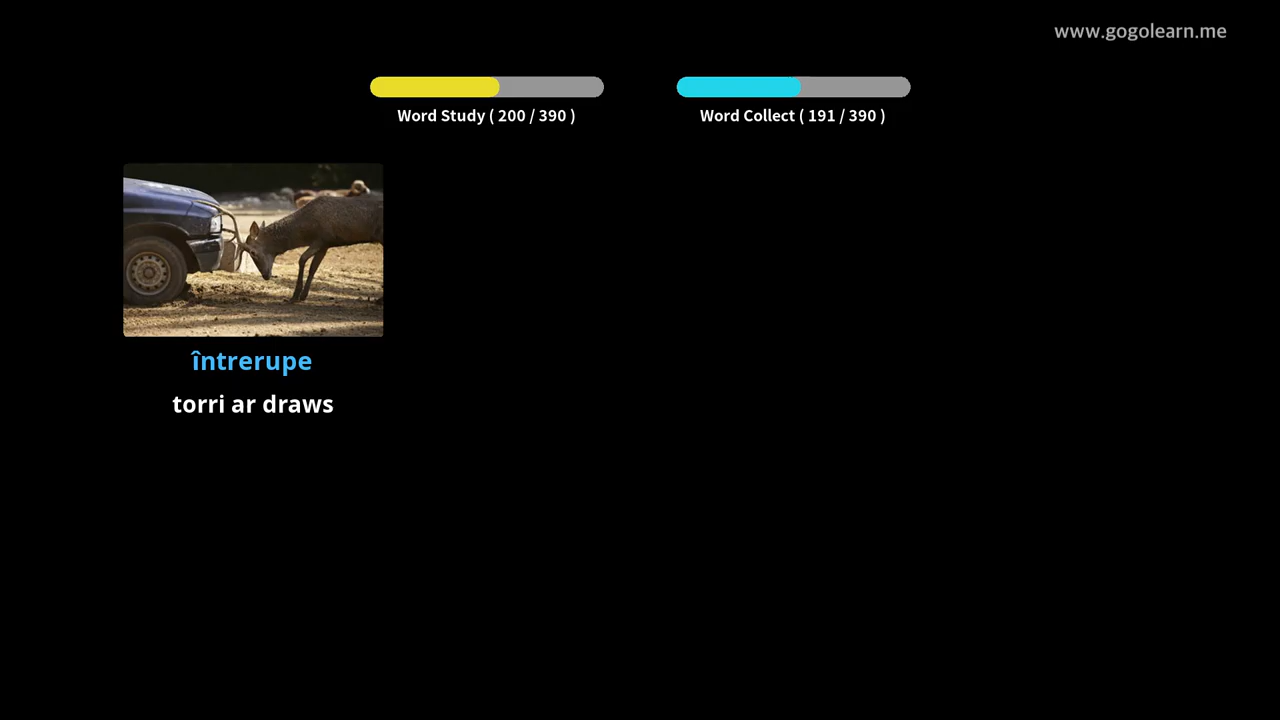 www.gogolearn.me
Word Study ( 200 / 390 )
Word Collect ( 191 / 390 )
întrerupe
torri ar draws